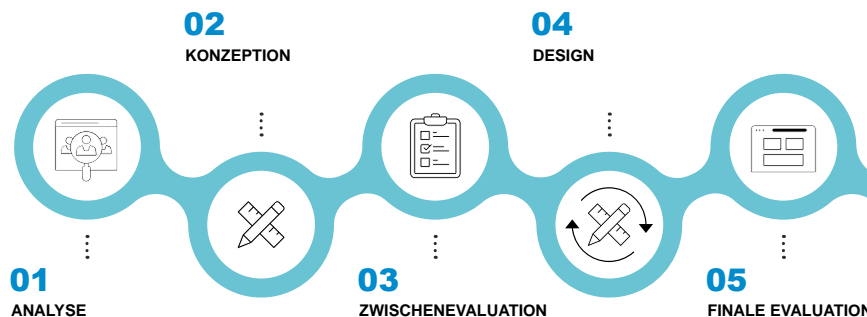 01
ANALYSE
02
KONZEPTION
03
ZWISCHENEVALUATION
04
DESIGN
05
FINALE EVALUATION